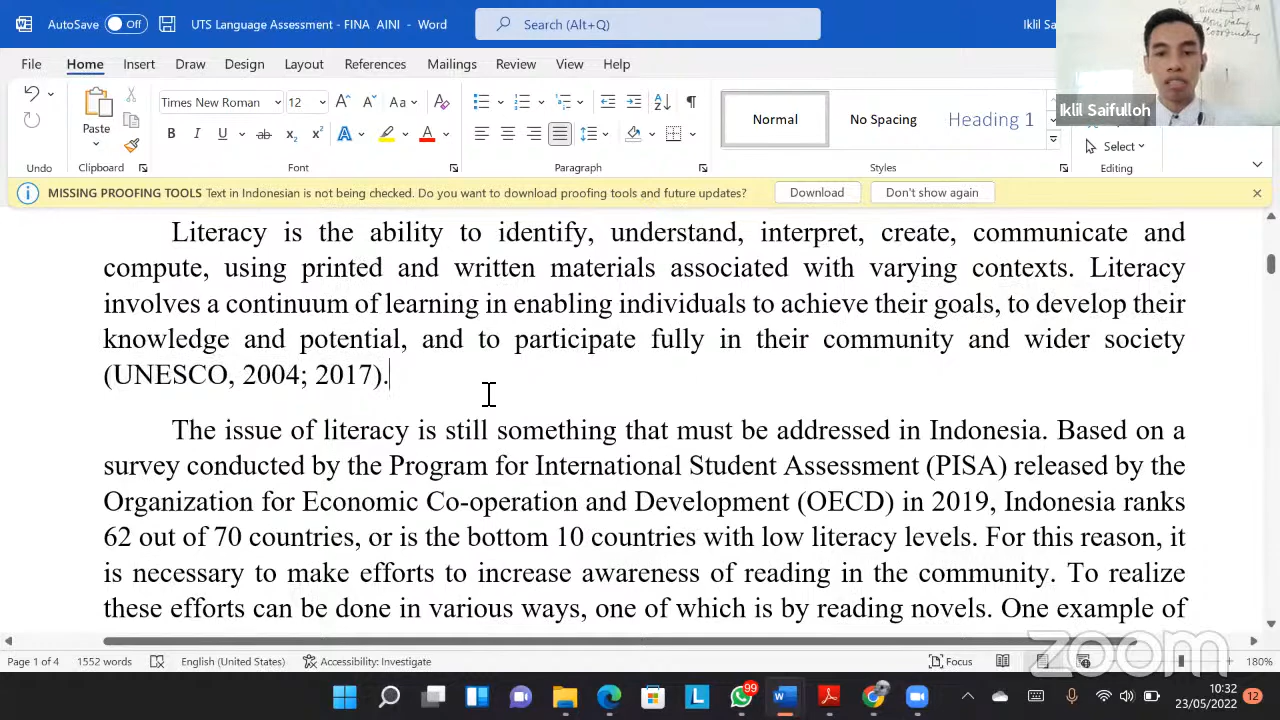 AutoSave Off UTS Language Assessment - FINA AINI - Word Search (Alt+Q) Iklil Sai
File Home Insert Draw Design Layout References Mailings Review View Help
Times New Roman 12 Normal No Spacing Heading 1 Iklil Saifulloh
Paste Select
Undo Clipboard Font Paragraph Styles Editing
MISSING PROOFING TOOLS Text in Indonesian is not being checked. Do you want to download proofing tools and future updates? Download Don't show again
Literacy is the ability to identify, understand, interpret, create, communicate and
compute, using printed and written materials associated with varying contexts. Literacy
involves a continuum of learning in enabling individuals to achieve their goals, to develop their
knowledge and potential, and to participate fully in their community and wider society
(UNESCO, 2004; 2017).
The issue of literacy is still something that must be addressed in Indonesia. Based on a
survey conducted by the Program for International Student Assessment (PISA) released by the
Organization for Economic Co-operation and Development (OECD) in 2019, Indonesia ranks
62 out of 70 countries, or is the bottom 10 countries with low literacy levels. For this reason, it
is necessary to make efforts to increase awareness of reading in the community. To realize
these efforts can be done in various ways, one of which is by reading novels. One example of
zoom
Page 1 of 4 1552 words English (United States) Accessibility: Investigate Focus 180%
99 10:32
23/05/2022 12